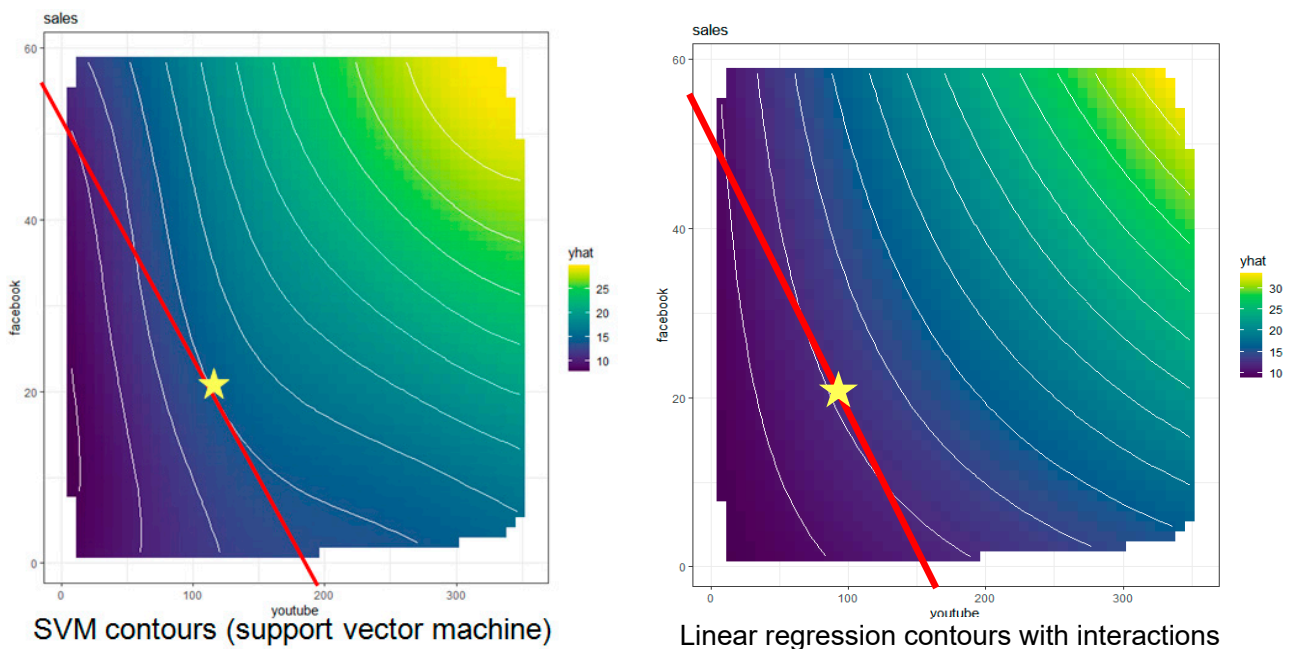 sales
60
40
20
0
facebook
0
100
200
300
youtube
yhat
25
20
15
10
SVM contours (support vector machine)
sales
60
40
20
0
facebook
0
100
200
300
youtube
yhat
30
25
20
15
10
Linear regression contours with interactions